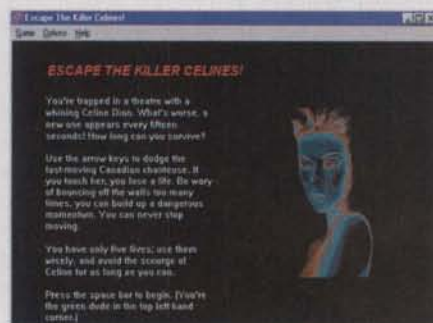 Escape The Killer Celines!
Game Options Help
ESCAPE THE KILLER CELINES!
You're trapped in a theatre with a
whining Celine Dion. What's worse, a
new one appears every fifteen
seconds! How long can you survive?
Use the arrow keys to dodge the
fast-moving Canadian chanteuse. If
you touch her, you lose a life. Be wary
of bouncing off the walls too many
times, you can build up a dangerous
momentum. You can never stop
moving.
You have only five lives; use them
wisely, and avoid the scourge of
Celine for as long as you can.
Press the space bar to begin. (You're
the green dude in the top left hand
corner.)